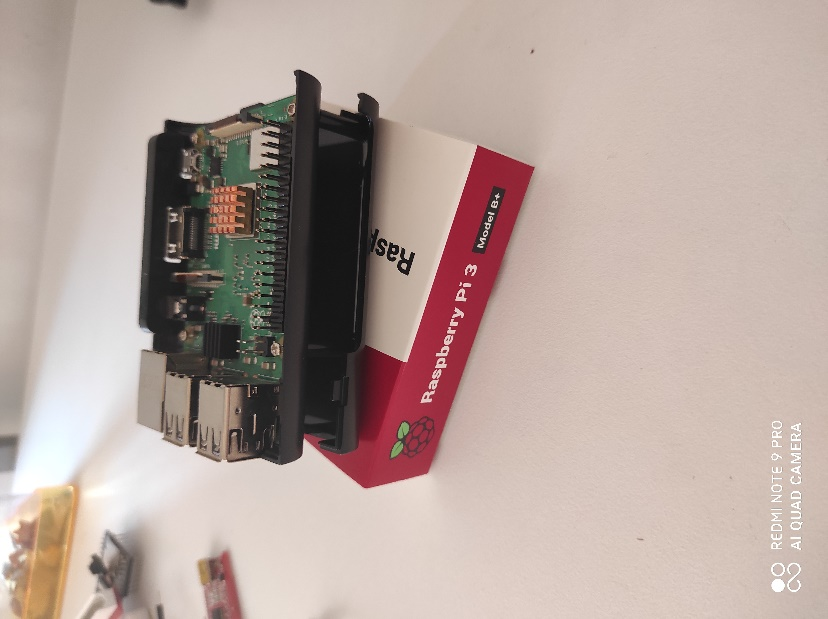 Rasp
Raspberry Pi 3
Model B+
REDMI NOTE 9 PRO
AI QUAD CAMERA